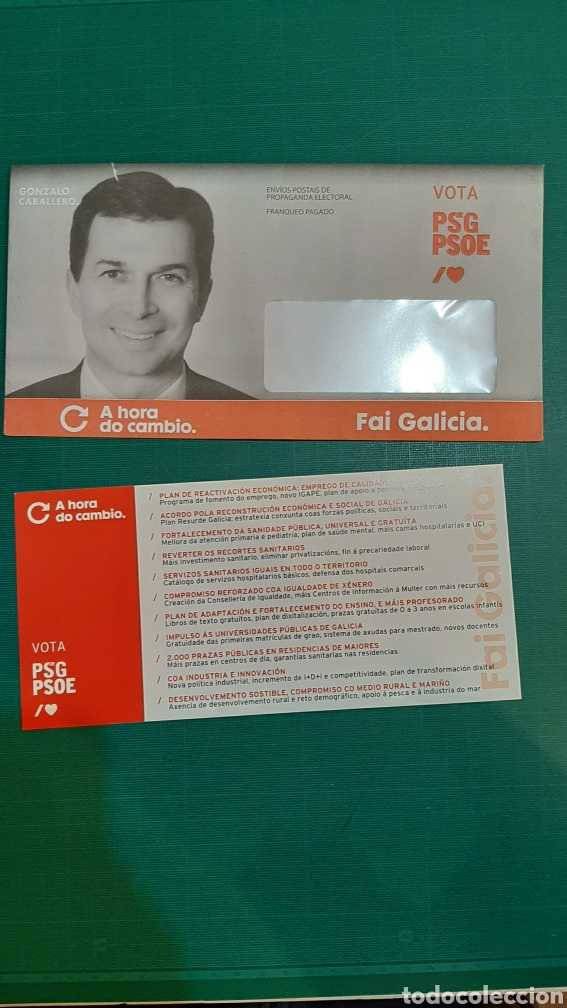 GONZALO
CABALLERO
ENVÍOS POSTAIS DE
PROPAGANDA ELECTORAL
FRANQUEO PAGADO
VOTA
PSdeG
PSOE
A hora
do cambio.
Fai Galicia.
A hora
do cambio.
VOTA
PSdeG
PSOE
/ PLAN DE REACTIVACIÓN ECONÓMICA: EMPREGO DE CALIDADE
Programa de fomento do emprego, novo IGAPE, plan de apoio a
/ ACORDO POLA RECONSTRUCIÓN ECONÓMICA E SOCIAL DE GALICIA
Plan Rexurde Galicia: estratexia conxunta coas forzas políticas, sociais e territoriais
/ FORTALECEMENTO DA SANIDADE PÚBLICA, UNIVERSAL E GRATUÍTA
Mellora da atención primaria e pediatría, plan de saúde mental, máis camas hospitalarias e UCI
/ REVERTER OS RECORTES SANITARIOS
Máis investimento sanitario, eliminar privatizacións, fin á precariedade laboral
/ SERVIZOS SANITARIOS IGUAIS EN TODO O TERRITORIO
Catálogo de servizos hospitalarios básicos, defensa dos hospitais comarcais
/ COMPROMISO REFORZADO COA IGUALDADE DE XÉNERO
Creación da Consellería de Igualdade, máis Centros de Información á Muller con máis recursos
/ PLAN DE ADAPTACIÓN E FORTALECEMENTO DO ENSINO, E MÁIS PROFESORADO
Libros de texto gratuítos, plan de dixitalización, prazas gratuítas de 0 a 3 anos en escolas infantís
/ IMPULSO ÁS UNIVERSIDADES PÚBLICAS DE GALICIA
Gratuidade das primeiras matrículas de grao, sistema de axudas para mestrado, novos docentes
/ 2.000 PRAZAS PÚBLICAS EN RESIDENCIAS DE MAIORES
Máis prazas en centros de día, garantías sanitarias nas residencias
/ COA INDUSTRIA E INNOVACIÓN
Nova política industrial, incremento de I+D+i e competitividade, plan de transformación dixital
/ DESENVOLVEMENTO SOSTIBLE, COMPROMISO CO MEDIO RURAL E MARIÑO
Axencia de desenvolvemento rural e reto demográfico, apoio á pesca e á industria do mar
Fai Galicia.
todocoleccion